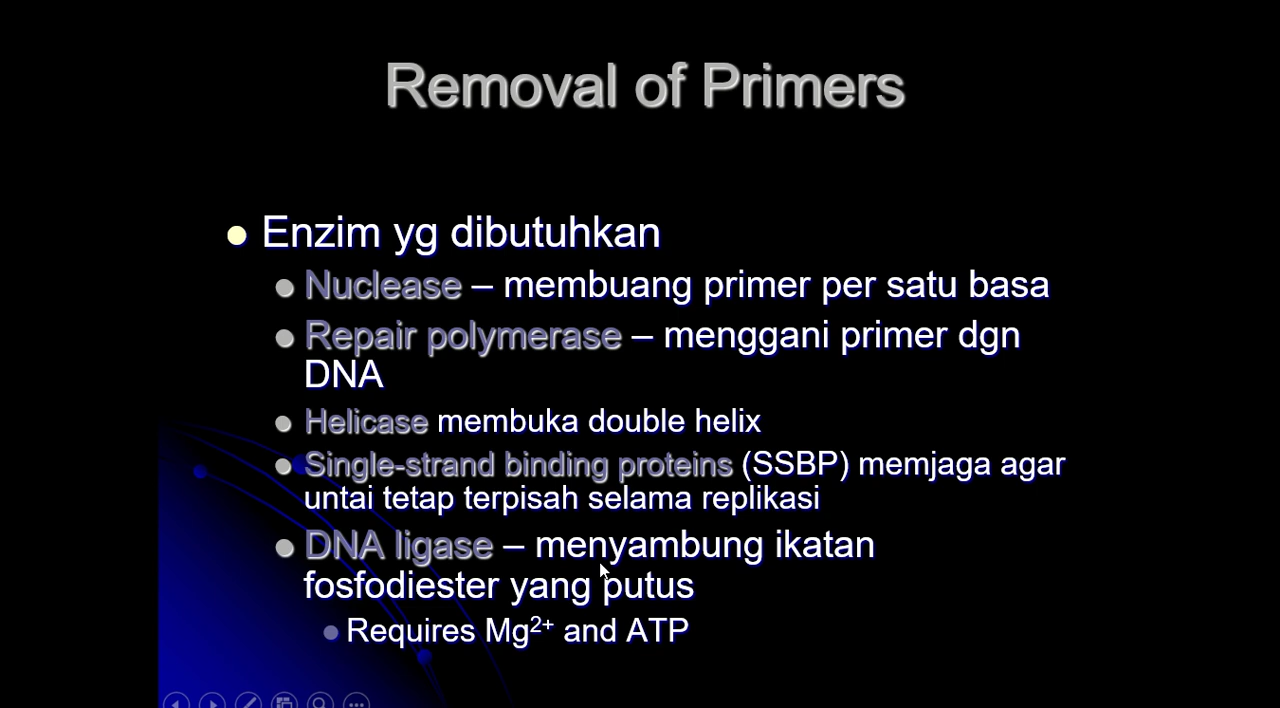 Removal of Primers
Enzim yg dibutuhkan
Nuclease – membuang primer per satu basa
Repair polymerase – menggani primer dgn
DNA
Helicase membuka double helix
Single-strand binding proteins (SSBP) memjaga agar
untai tetap terpisah selama replikasi
DNA ligase – menyambung ikatan
fosfodiester yang putus
Requires Mg2+ and ATP